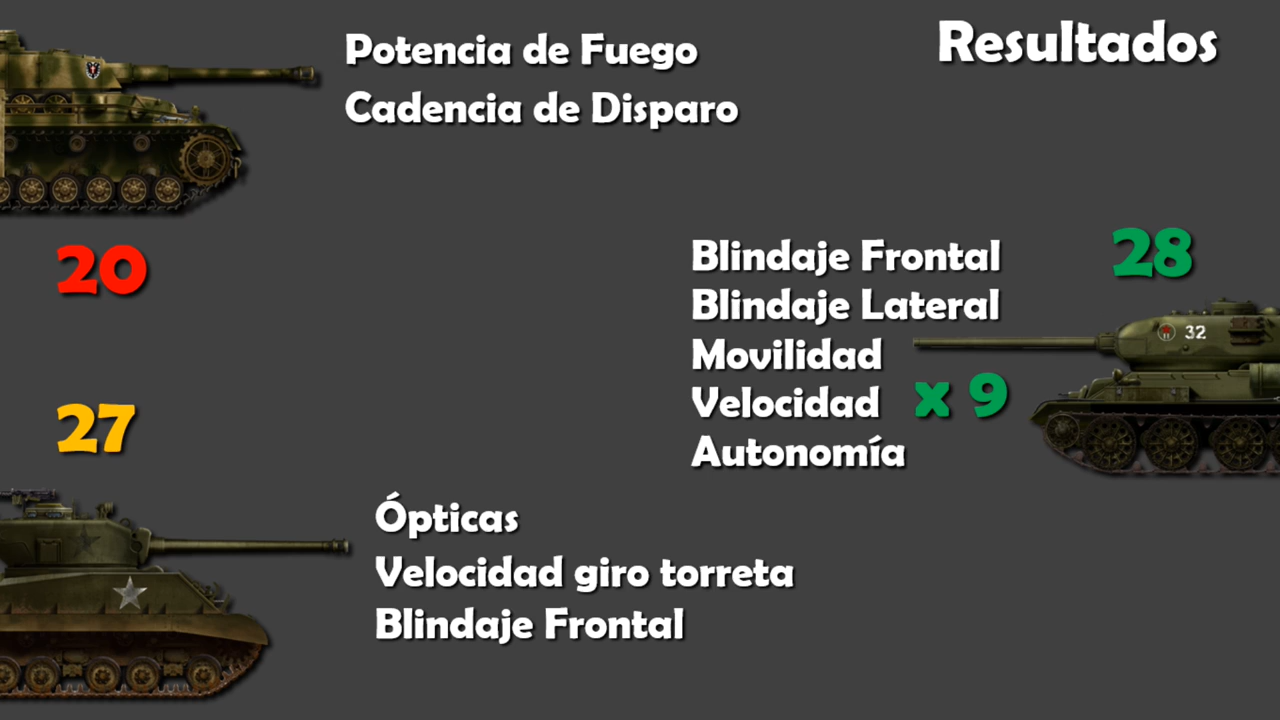 Resultados
Potencia de Fuego
Cadencia de Disparo
20
Blindaje Frontal
Blindaje Lateral
Movilidad
Velocidad
Autonomía
x 9
28
32
27
Ópticas
Velocidad giro torreta
Blindaje Frontal